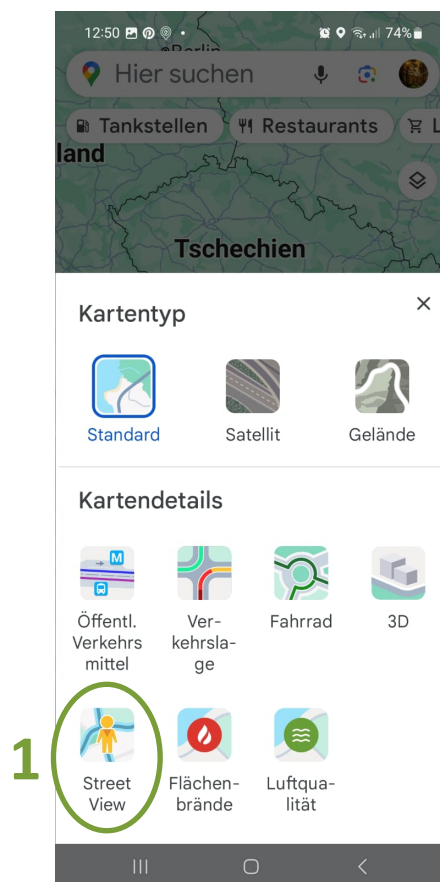 12:50 74%
Berlin
Hier suchen
Tankstellen Restaurants L
land
Tschechien
Kartentyp
Standard Satellit Gelände
Kartendetails
M
Öffentl. Ver- Fahrrad 3D
Verkehrs kehrsla-
mittel ge
1
Street Flächen- Luftqua-
View brände lität